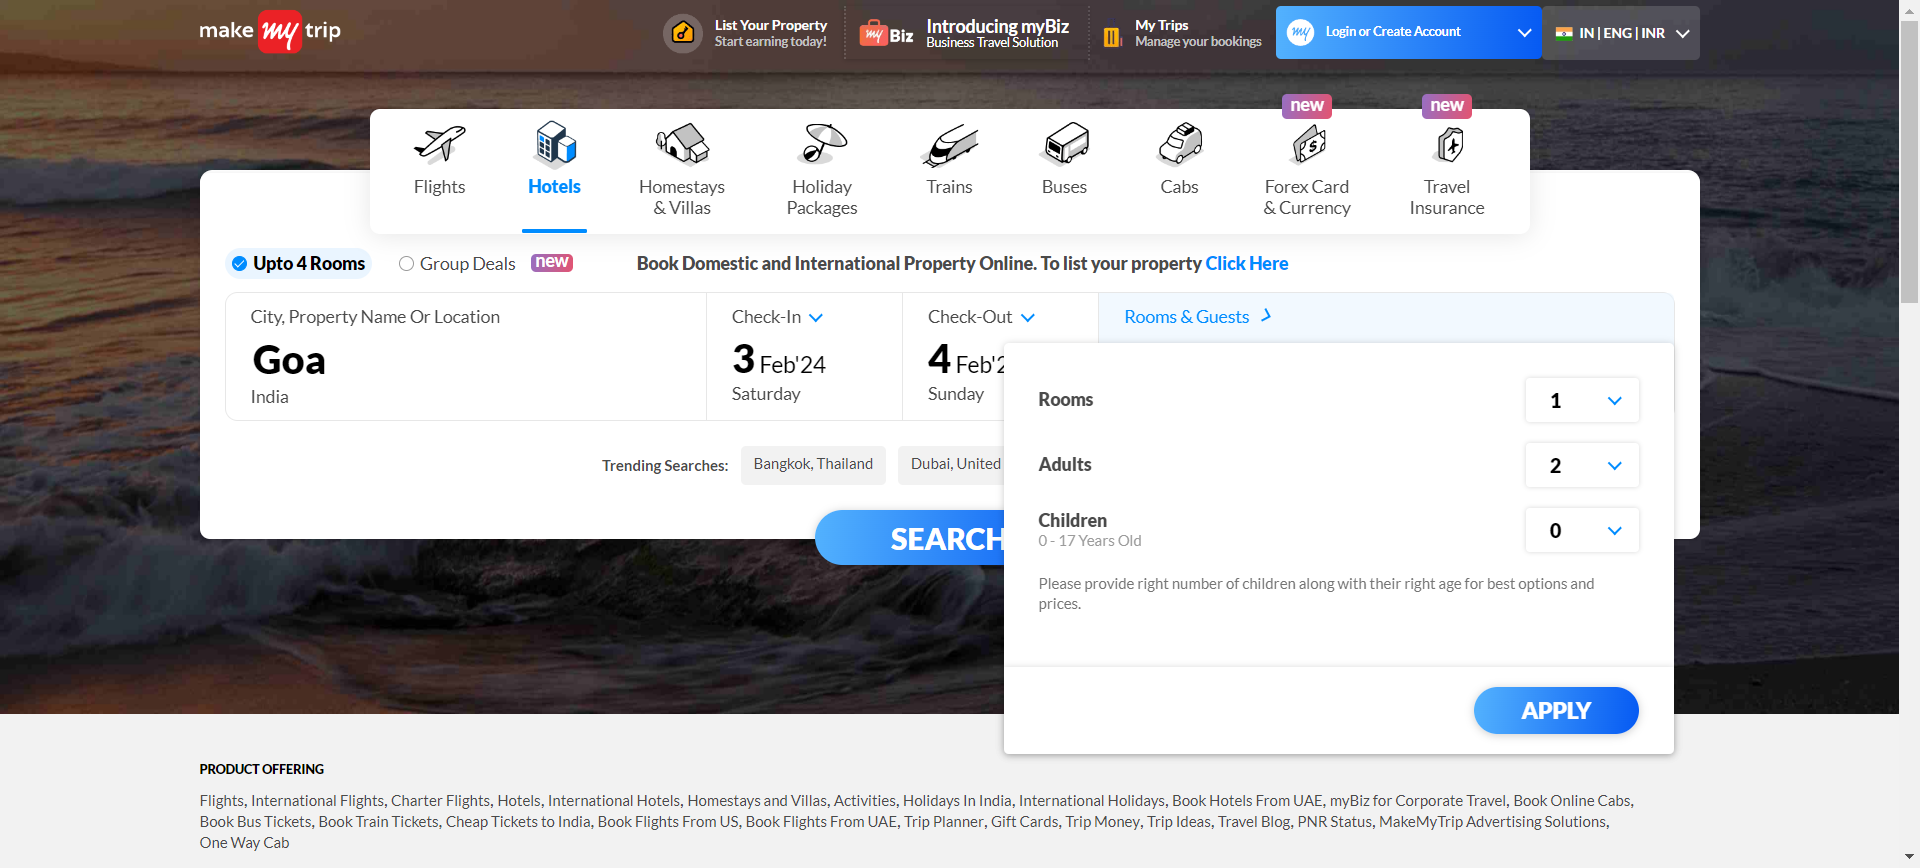 make my trip
List Your Property
Start earning today!
my Biz
Introducing myBiz
Business Travel Solution
My Trips
Manage your bookings
my
Login or Create Account
IN | ENG | INR
new
new
Flights
Hotels
Homestays
& Villas
Holiday
Packages
Trains
Buses
Cabs
Forex Card
& Currency
Travel
Insurance
Upto 4 Rooms
Group Deals
new
Book Domestic and International Property Online. To list your property Click Here
City, Property Name Or Location
Goa
India
Check-In
3 Feb'24
Saturday
Check-Out
4 Feb'2
Sunday
Rooms & Guests
Rooms
1
Adults
2
Children
0 - 17 Years Old
0
Please provide right number of children along with their right age for best options and
prices.
APPLY
Trending Searches:
Bangkok, Thailand
Dubai, United
SEARCH
PRODUCT OFFERING
Flights, International Flights, Charter Flights, Hotels, International Hotels, Homestays and Villas, Activities, Holidays In India, International Holidays, Book Hotels From UAE, myBiz for Corporate Travel, Book Online Cabs,
Book Bus Tickets, Book Train Tickets, Cheap Tickets to India, Book Flights From US, Book Flights From UAE, Trip Planner, Gift Cards, Trip Money, Trip Ideas, Travel Blog, PNR Status, MakeMyTrip Advertising Solutions,
One Way Cab